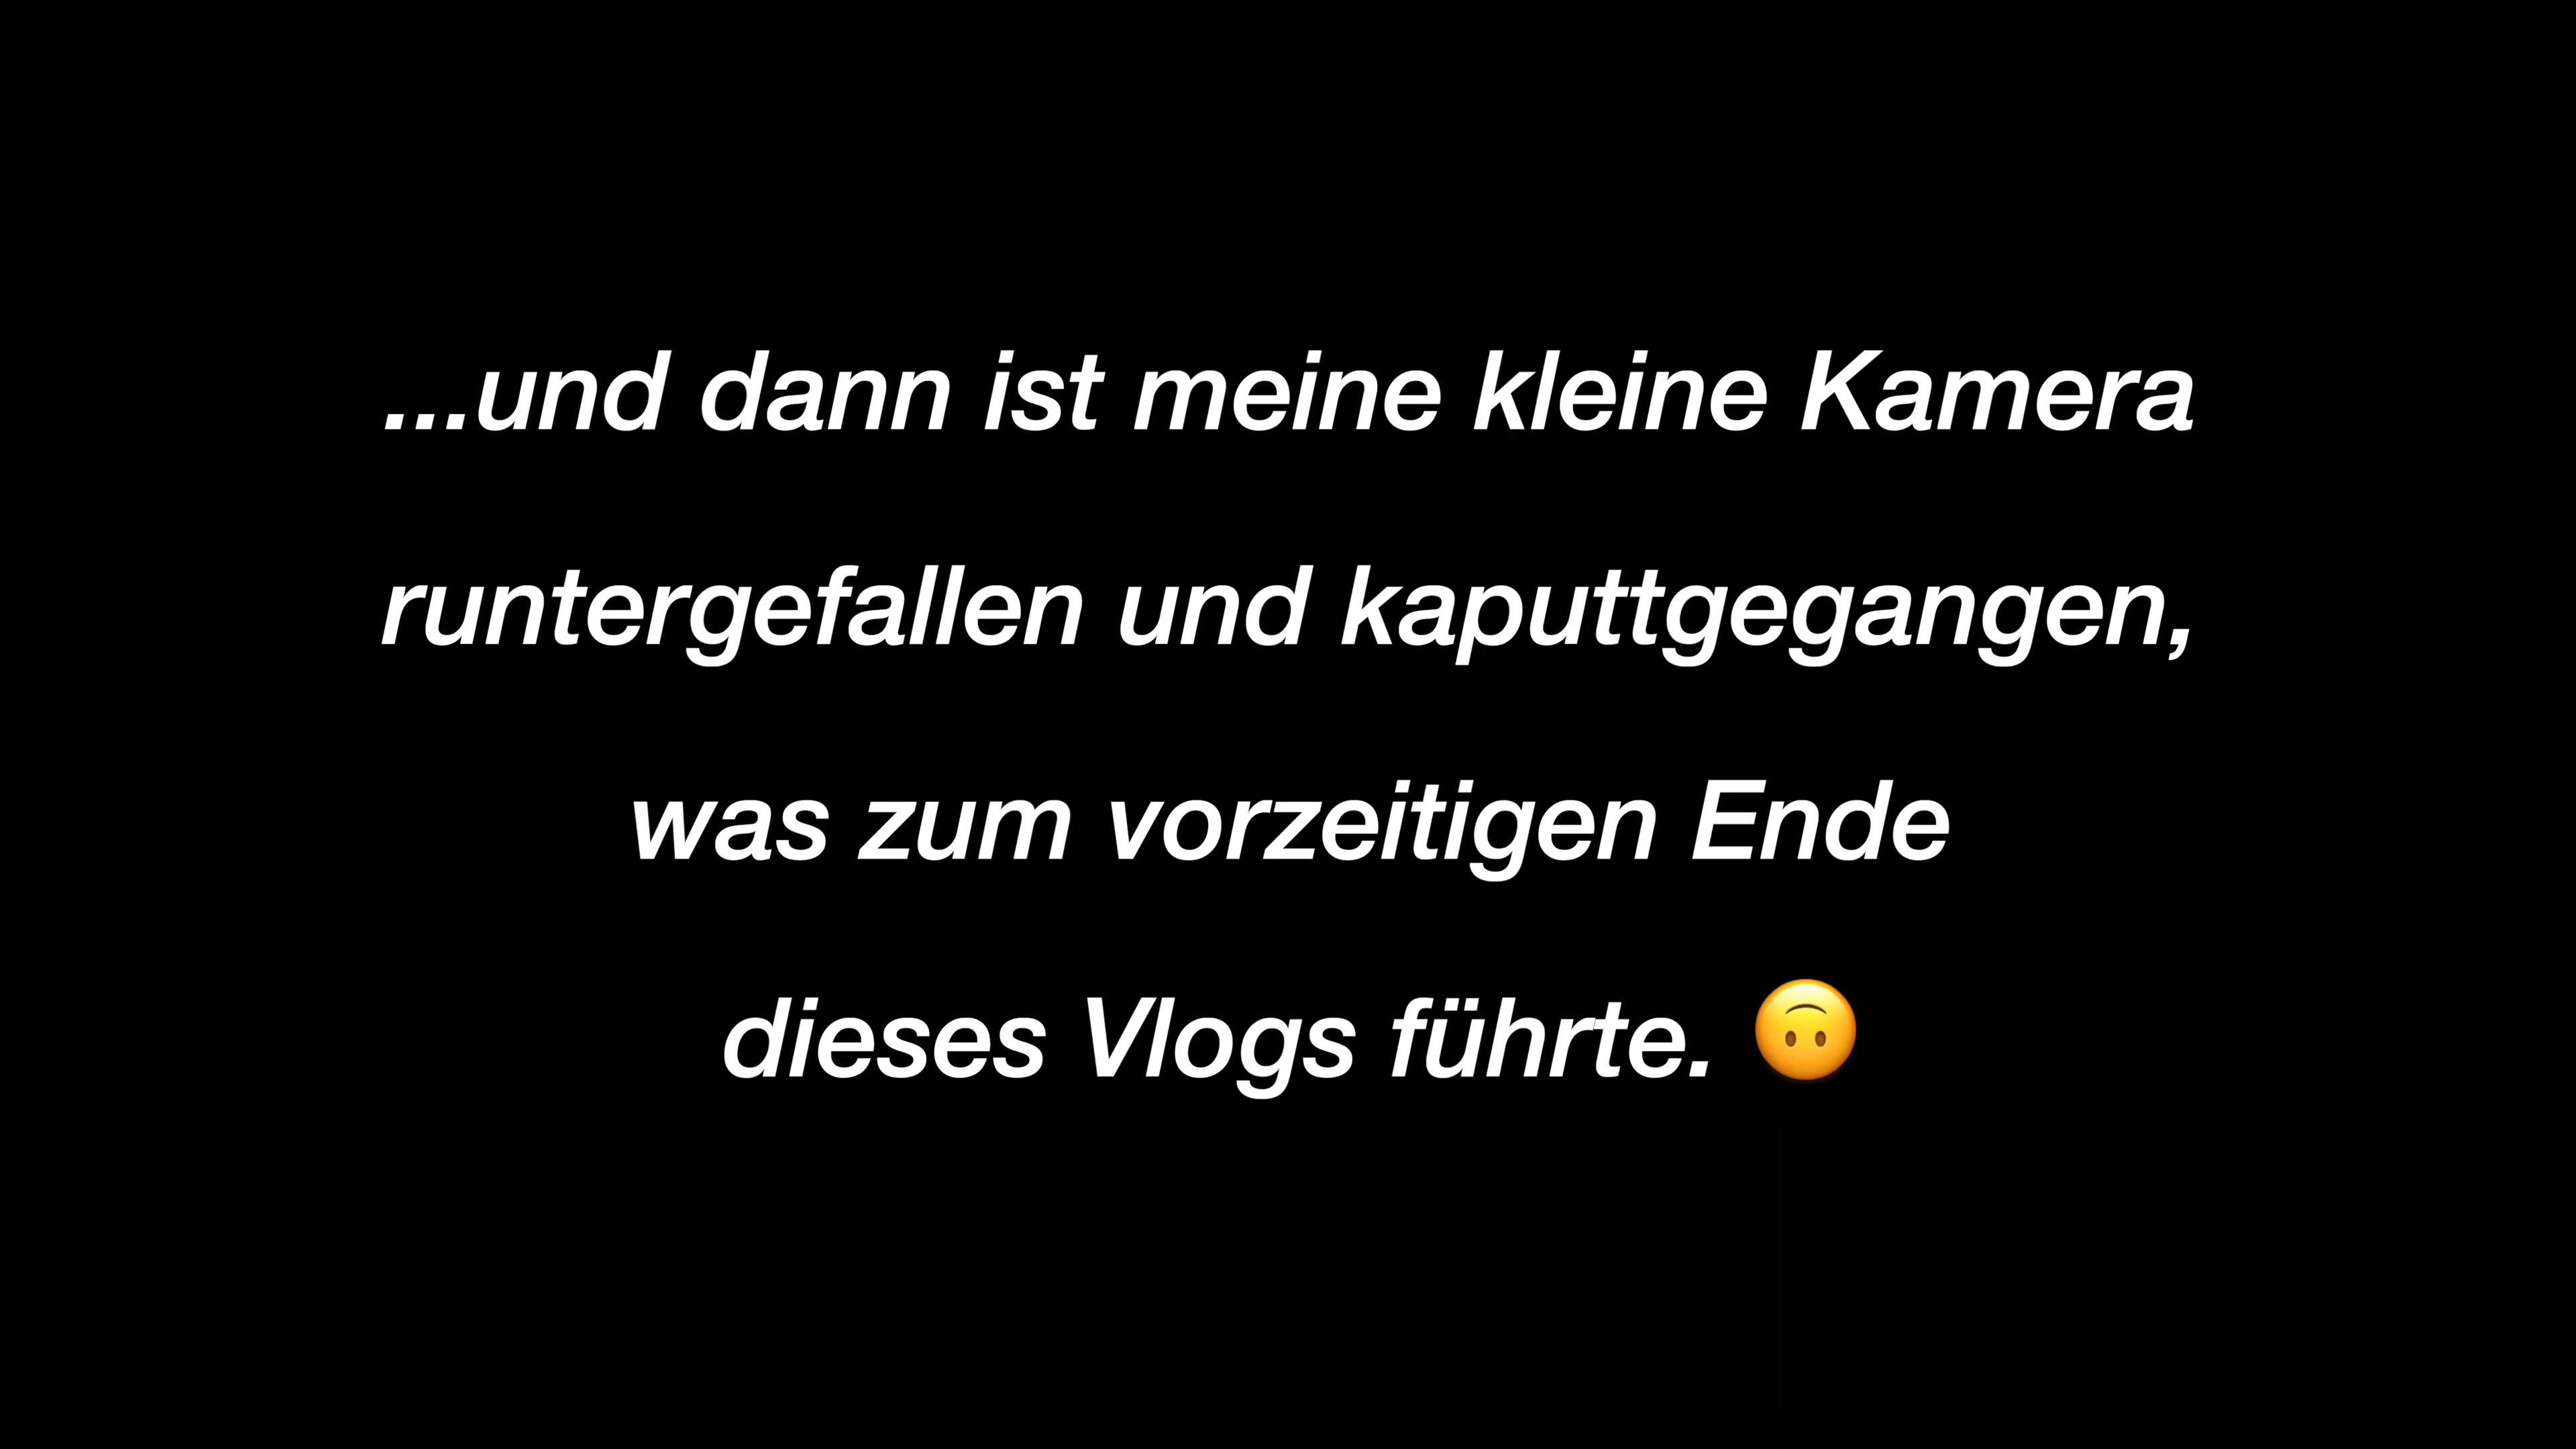 ...und dann ist meine kleine Kamera
runtergefallen und kaputtgegangen,
was zum vorzeitigen Ende
dieses Vlogs führte. 🙃